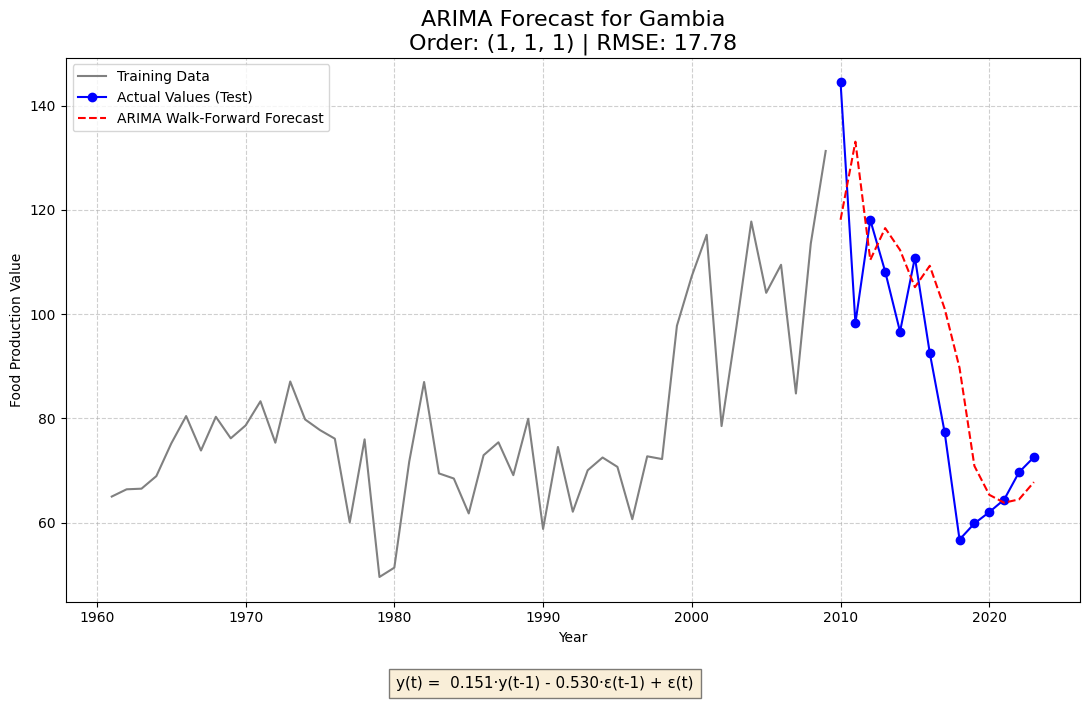 ARIMA Forecast for Gambia
Order: (1, 1, 1) | RMSE: 17.78
Training Data
Actual Values (Test)
ARIMA Walk-Forward Forecast
Food Production Value
140
120
100
80
60
1960
1970
1980
1990
2000
2010
2020
Year
y(t) =  0.151·y(t-1) - 0.530·ε(t-1) + ε(t)